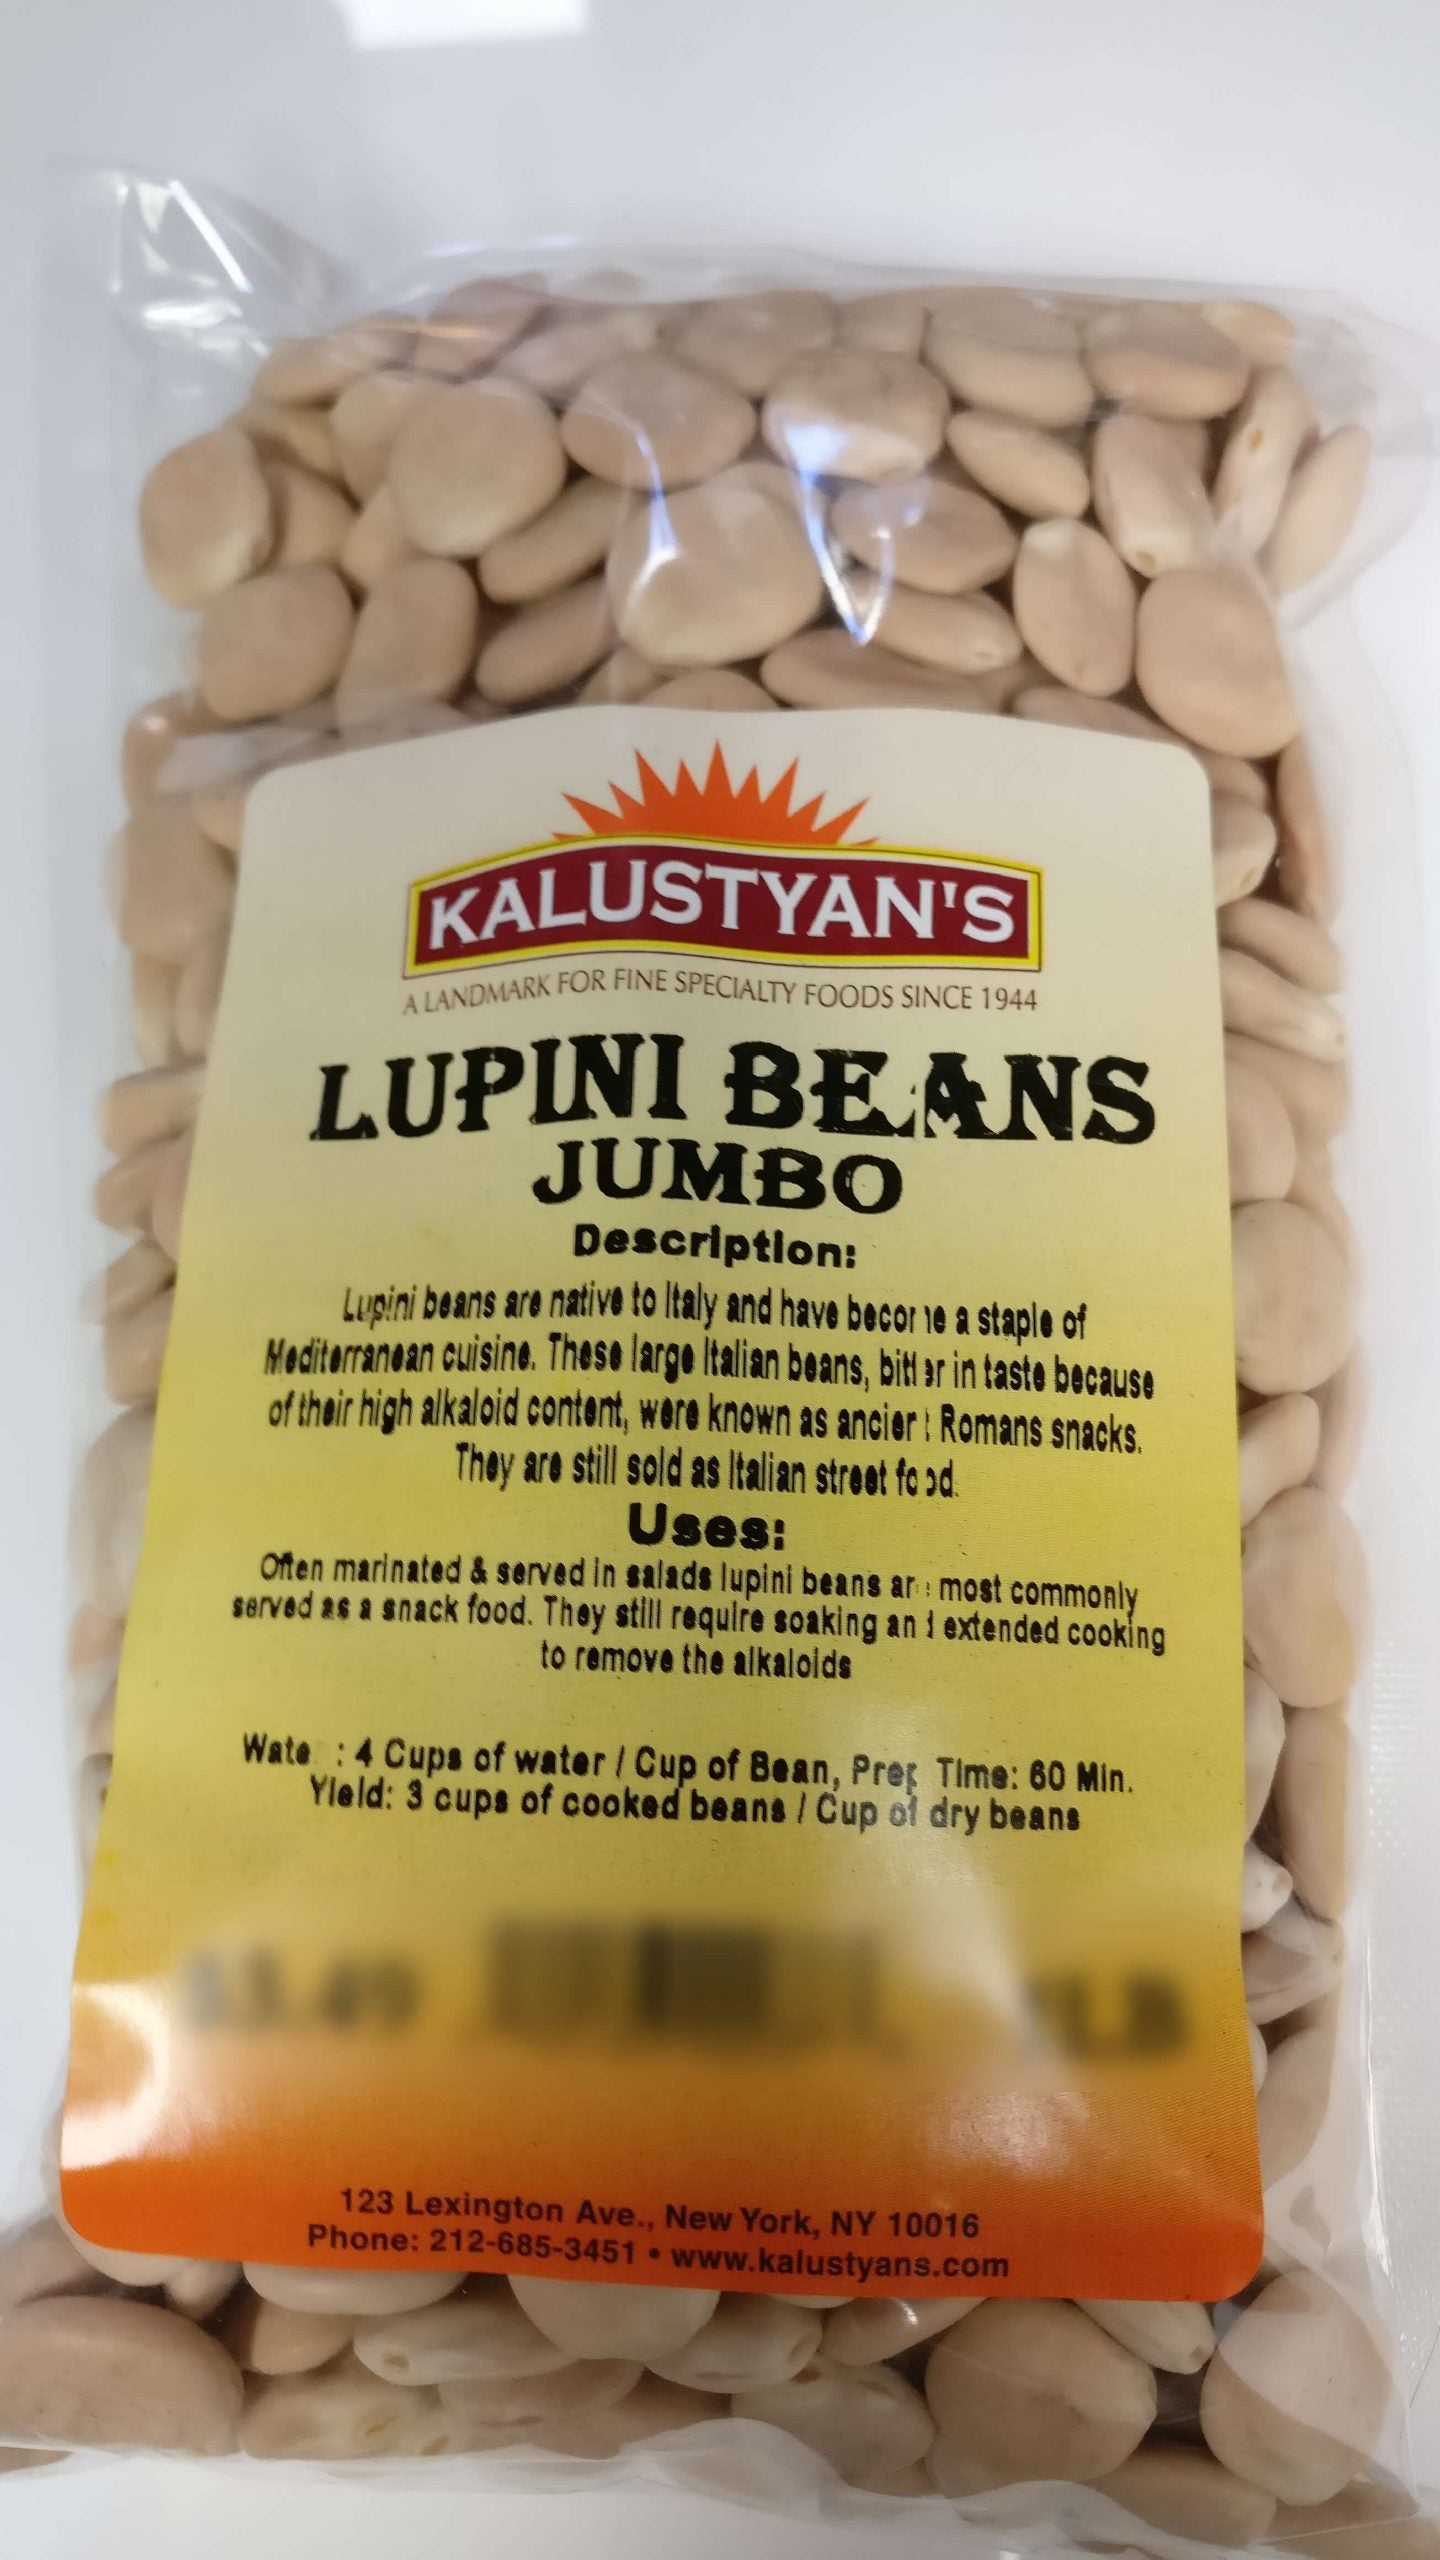 KALUSTYAN'S
A LANDMARK FOR FINE SPECIALTY FOODS SINCE 1944
LUPINI BEANS
JUMBO
Description:
Lupini beans are native to Italy and have become a staple of
Mediterranean cuisine. These large Italian beans, bitter in taste because
of their high alkaloid content, were known as ancient Romans snacks.
They are still sold as Italian street food.
Uses:
Often marinated & served in salads lupini beans are most commonly
served as a snack food. They still require soaking and extended cooking
to remove the alkaloids
Water: 4 Cups of water / Cup of Bean, Prep Time: 60 Min.
Yield: 3 cups of cooked beans / Cup of dry beans
123 Lexington Ave., New York, NY 10016
Phone: 212-685-3451 • www.kalustyans.com